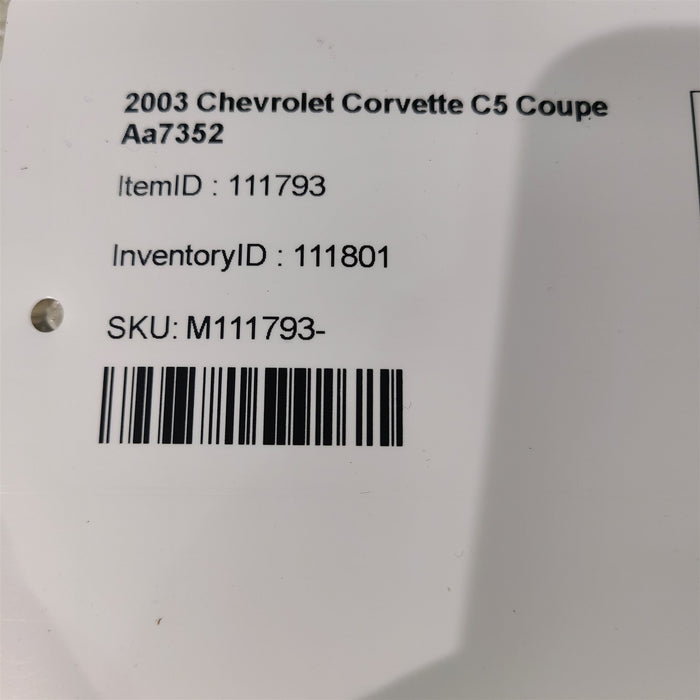 2003 Chevrolet Corvette C5 Coupe
Aa7352
ItemID : 111793
InventoryID : 111801
SKU: M111793-